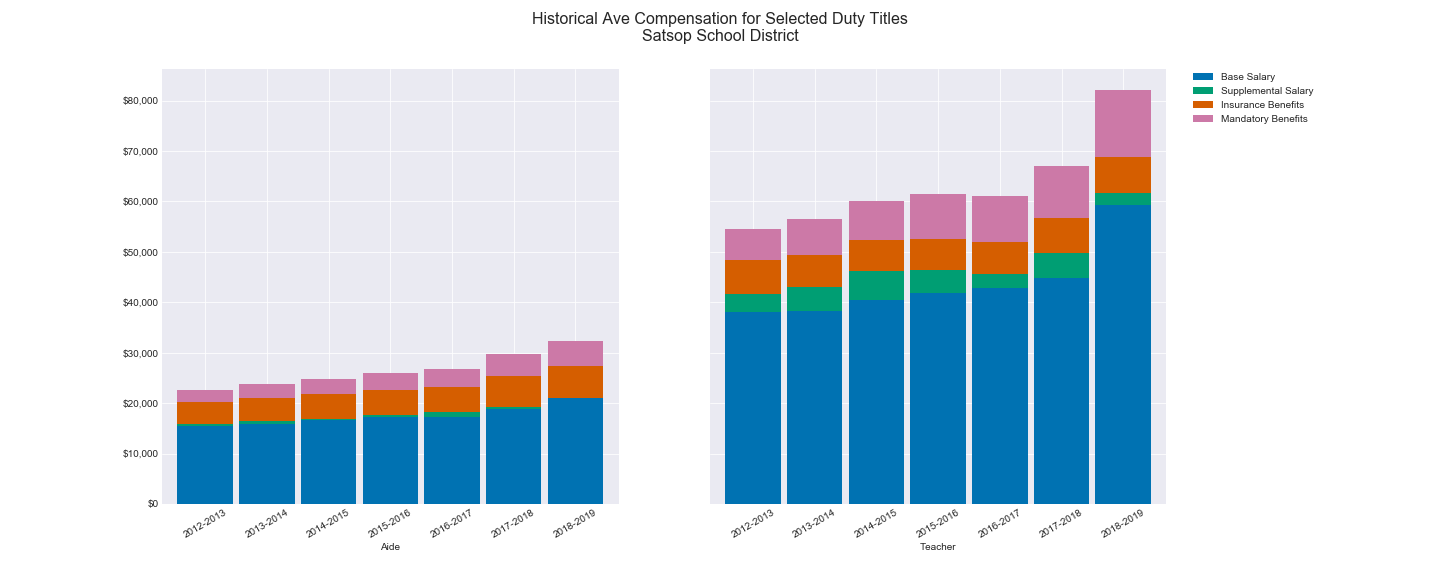 Historical Ave Compensation for Selected Duty Titles
Satsop School District
Base Salary
Supplemental Salary
Insurance Benefits
Mandatory Benefits
$80,000
$70,000
$60,000
$50,000
$40,000
$30,000
$20,000
$10,000
$0
2012-2013 2013-2014 2014-2015 2015-2016 2016-2017 2017-2018 2018-2019
Aide
2012-2013 2013-2014 2014-2015 2015-2016 2016-2017 2017-2018 2018-2019
Teacher